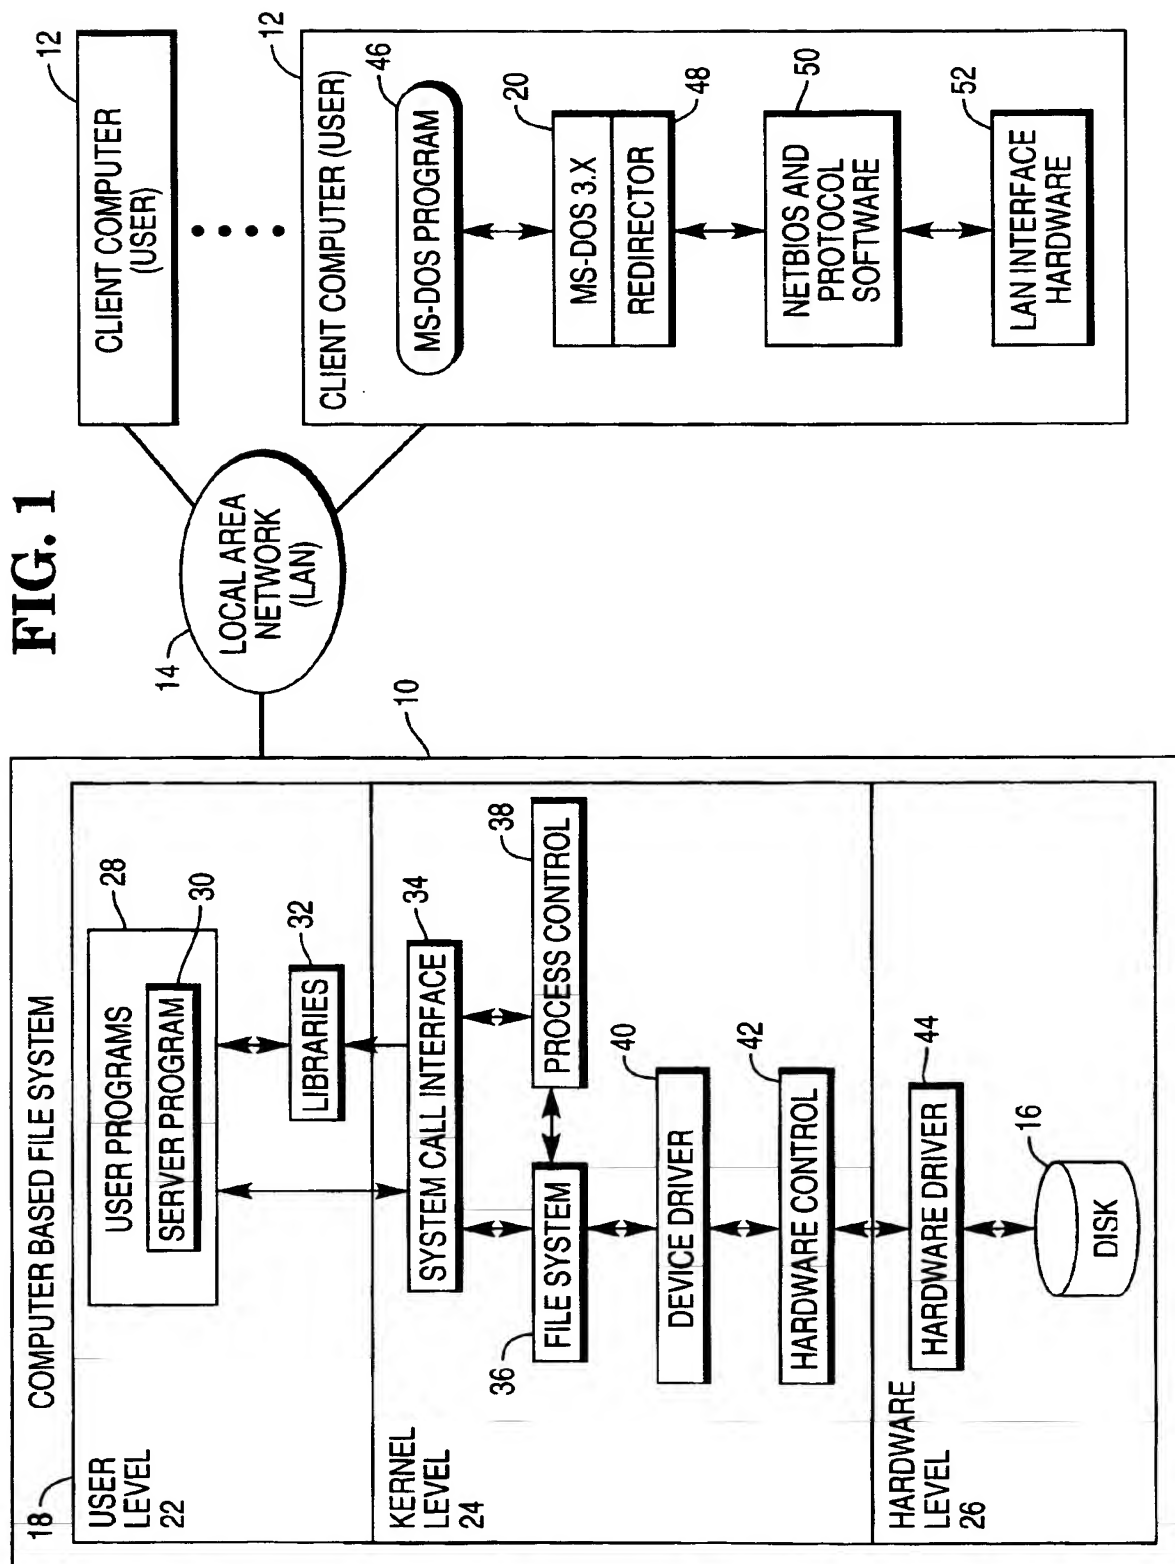 FIG. 1
COMPUTER BASED FILE SYSTEM
18
10
USER
LEVEL
22
USER PROGRAMS
28
SERVER PROGRAM
30
LIBRARIES
32
KERNEL
LEVEL
24
SYSTEM CALL INTERFACE
34
FILE SYSTEM
36
PROCESS CONTROL
38
DEVICE DRIVER
40
HARDWARE CONTROL
42
HARDWARE
LEVEL
26
HARDWARE DRIVER
44
DISK
16
LOCAL AREA
NETWORK
(LAN)
14
CLIENT COMPUTER
(USER)
12
CLIENT COMPUTER (USER)
12
MS-DOS PROGRAM
46
MS-DOS 3.X
20
REDIRECTOR
48
NETBIOS AND
PROTOCOL
SOFTWARE
50
LAN INTERFACE
HARDWARE
52